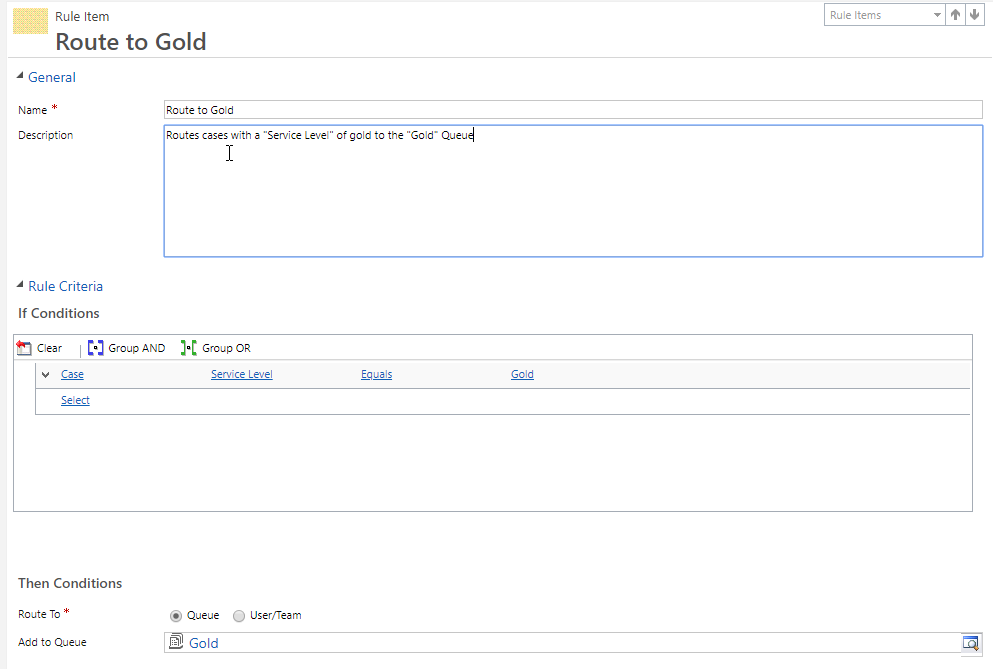 Rule Item
Rule Items
Route to Gold
General
Name *
Route to Gold
Description
Routes cases with a "Service Level" of gold to the "Gold" Queue
Rule Criteria
If Conditions
Clear | Group AND Group OR
Case Service Level Equals Gold
Select
Then Conditions
Route To * Queue User/Team
Add to Queue Gold